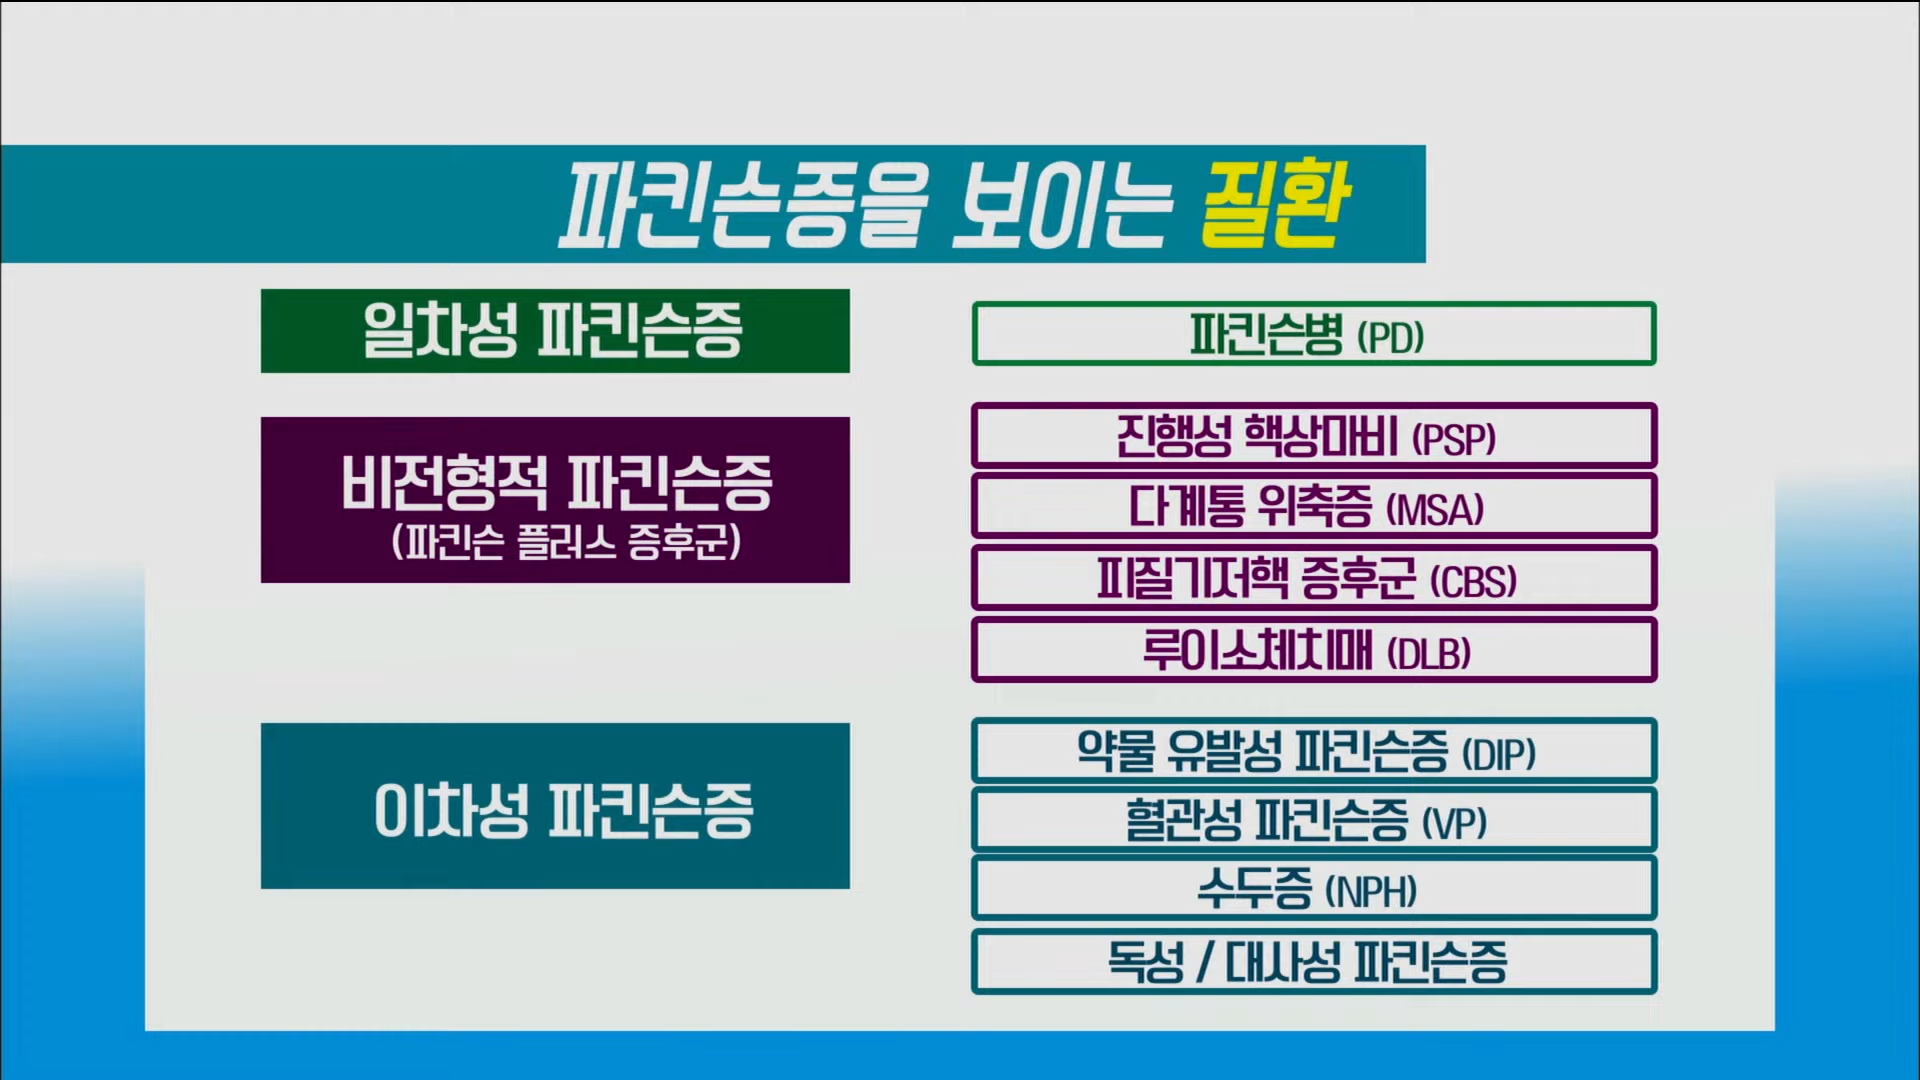 파킨슨증을 보이는 질환
일차성 파킨슨증
파킨슨병 (PD)
비전형적 파킨슨증
(파킨슨 플러스 증후군)
진행성 핵상마비 (PSP)
다계통 위축증 (MSA)
피질기저핵 증후군 (CBS)
루이소체치매 (DLB)
이차성 파킨슨증
약물 유발성 파킨슨증 (DIP)
혈관성 파킨슨증 (VP)
수두증 (NPH)
독성 / 대사성 파킨슨증